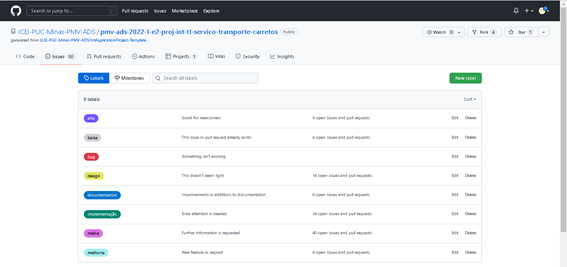 Search or jump to...
Pull requests Issues Marketplace Explore
ICEI-PUC-Minas-PMV-ADS / pmv-ads-2022-1-e2-proj-int-t1-servico-transporte-carretos Public
generated from ICEI-PUC-Minas-PMV-ADS/IntApplicationProject-Template
Watch 0 Fork 4 Star 1
Code Issues 50 Pull requests Actions Projects 1 Wiki Security Insights
Labels Milestones Search all labels New label
8 labels Sort
alta Good for newcomers 9 open issues and pull requests Edit Delete
baixa This issue or pull request already exists 4 open issues and pull requests Edit Delete
bug Something isn't working Edit Delete
design This doesn't seem right 14 open issues and pull requests Edit Delete
documentation Improvements or additions to documentation 9 open issues and pull requests Edit Delete
implementação Extra attention is needed 24 open issues and pull requests Edit Delete
média Further information is requested 40 open issues and pull requests Edit Delete
melhoria New feature or request 4 open issues and pull requests Edit Delete